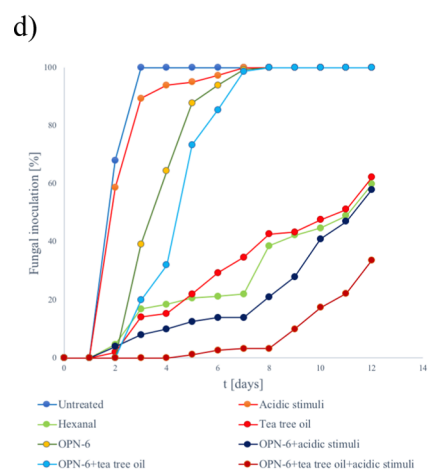 d)
100
80
60
40
20
0
Fungal inoculation [%]
0 2 4 6 8 10 12 14
t [days]
Untreated Acidic stimuli
Hexanal Tea tree oil
OPN-6 OPN-6+acidic stimuli
OPN-6+tea tree oil OPN-6+tea tree oil+acidic stimuli